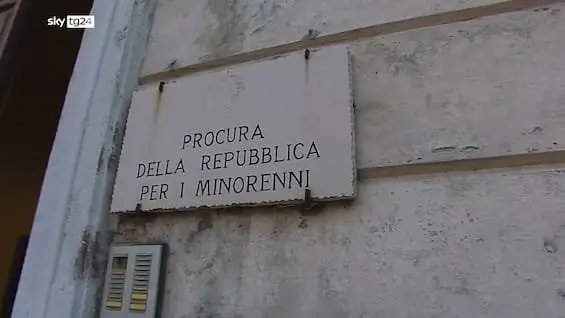 sky tg24
PROCURA
DELLA REPUBBLICA
PER I MINORENNI